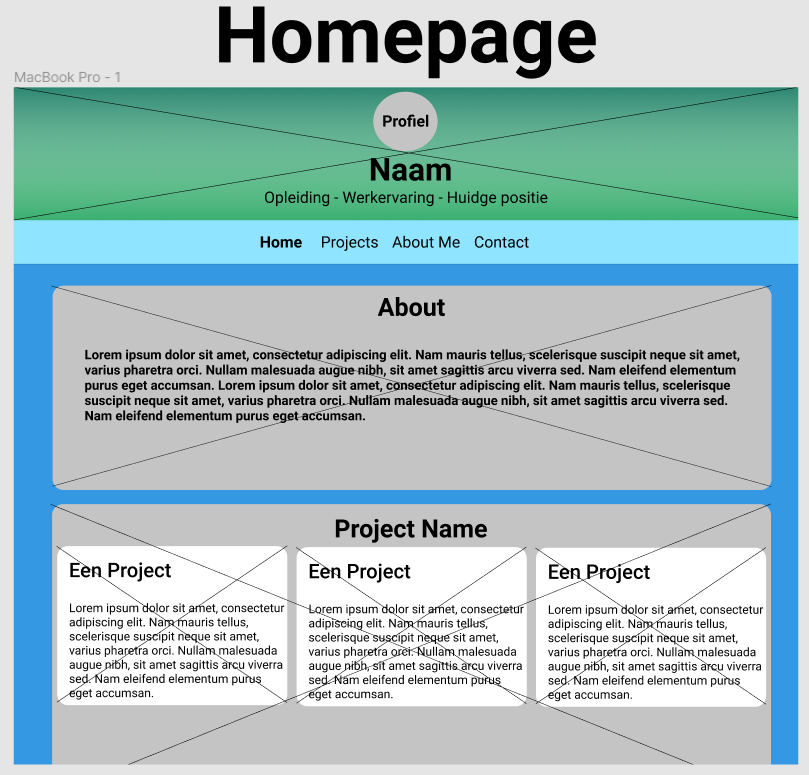 Homepage
MacBook Pro - 1
Profiel
Naam
Opleiding - Werkervaring - Huidge positie
Home Projects About Me Contact
About
Lorem ipsum dolor sit amet, consectetur adipiscing elit. Nam mauris tellus, scelerisque suscipit neque sit amet,
varius pharetra orci. Nullam malesuada augue nibh, sit amet sagittis arcu viverra sed. Nam eleifend elementum
purus eget accumsan. Lorem ipsum dolor sit amet, consectetur adipiscing elit. Nam mauris tellus, scelerisque
suscipit neque sit amet, varius pharetra orci. Nullam malesuada augue nibh, sit amet sagittis arcu viverra sed.
Nam eleifend elementum purus eget accumsan.
Project Name
Een Project
Lorem ipsum dolor sit amet, consectetur
adipiscing elit. Nam mauris tellus,
scelerisque suscipit neque sit amet,
varius pharetra orci. Nullam malesuada
augue nibh, sit amet sagittis arcu viverra
sed. Nam eleifend elementum purus
eget accumsan.
Een Project
Lorem ipsum dolor sit amet, consectetur
adipiscing elit. Nam mauris tellus,
scelerisque suscipit neque sit amet,
varius pharetra orci. Nullam malesuada
augue nibh, sit amet sagittis arcu viverra
sed. Nam eleifend elementum purus
eget accumsan.
Een Project
Lorem ipsum dolor sit amet, consectetur
adipiscing elit. Nam mauris tellus,
scelerisque suscipit neque sit amet,
varius pharetra orci. Nullam malesuada
augue nibh, sit amet sagittis arcu viverra
sed. Nam eleifend elementum purus
eget accumsan.